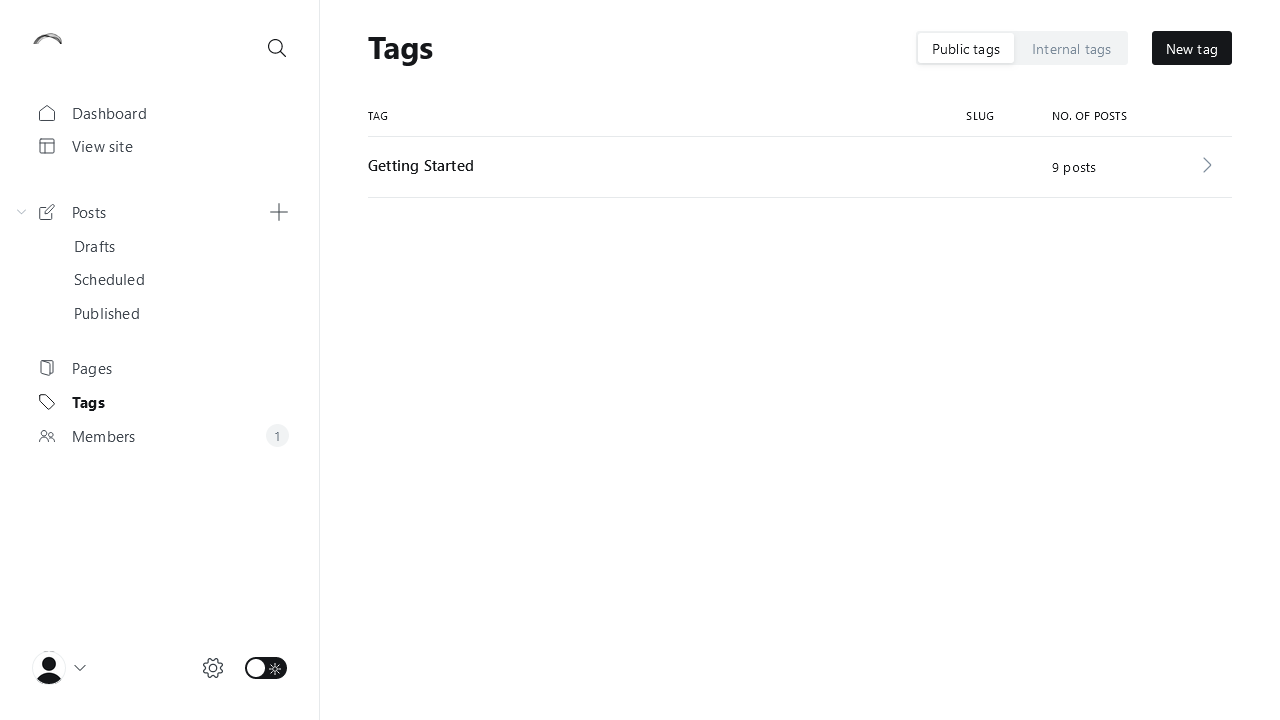 Tags
Public tags
Internal tags
New tag
Dashboard
View site
Posts
Drafts
Scheduled
Published
Pages
Tags
Members
1
TAG
SLUG
NO. OF POSTS
Getting Started
9 posts